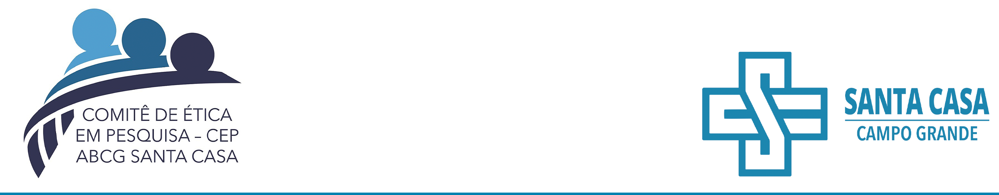 COMITÊ DE ÉTICA
EM PESQUISA – CEP
ABCG SANTA CASA
SANTA CASA
CAMPO GRANDE